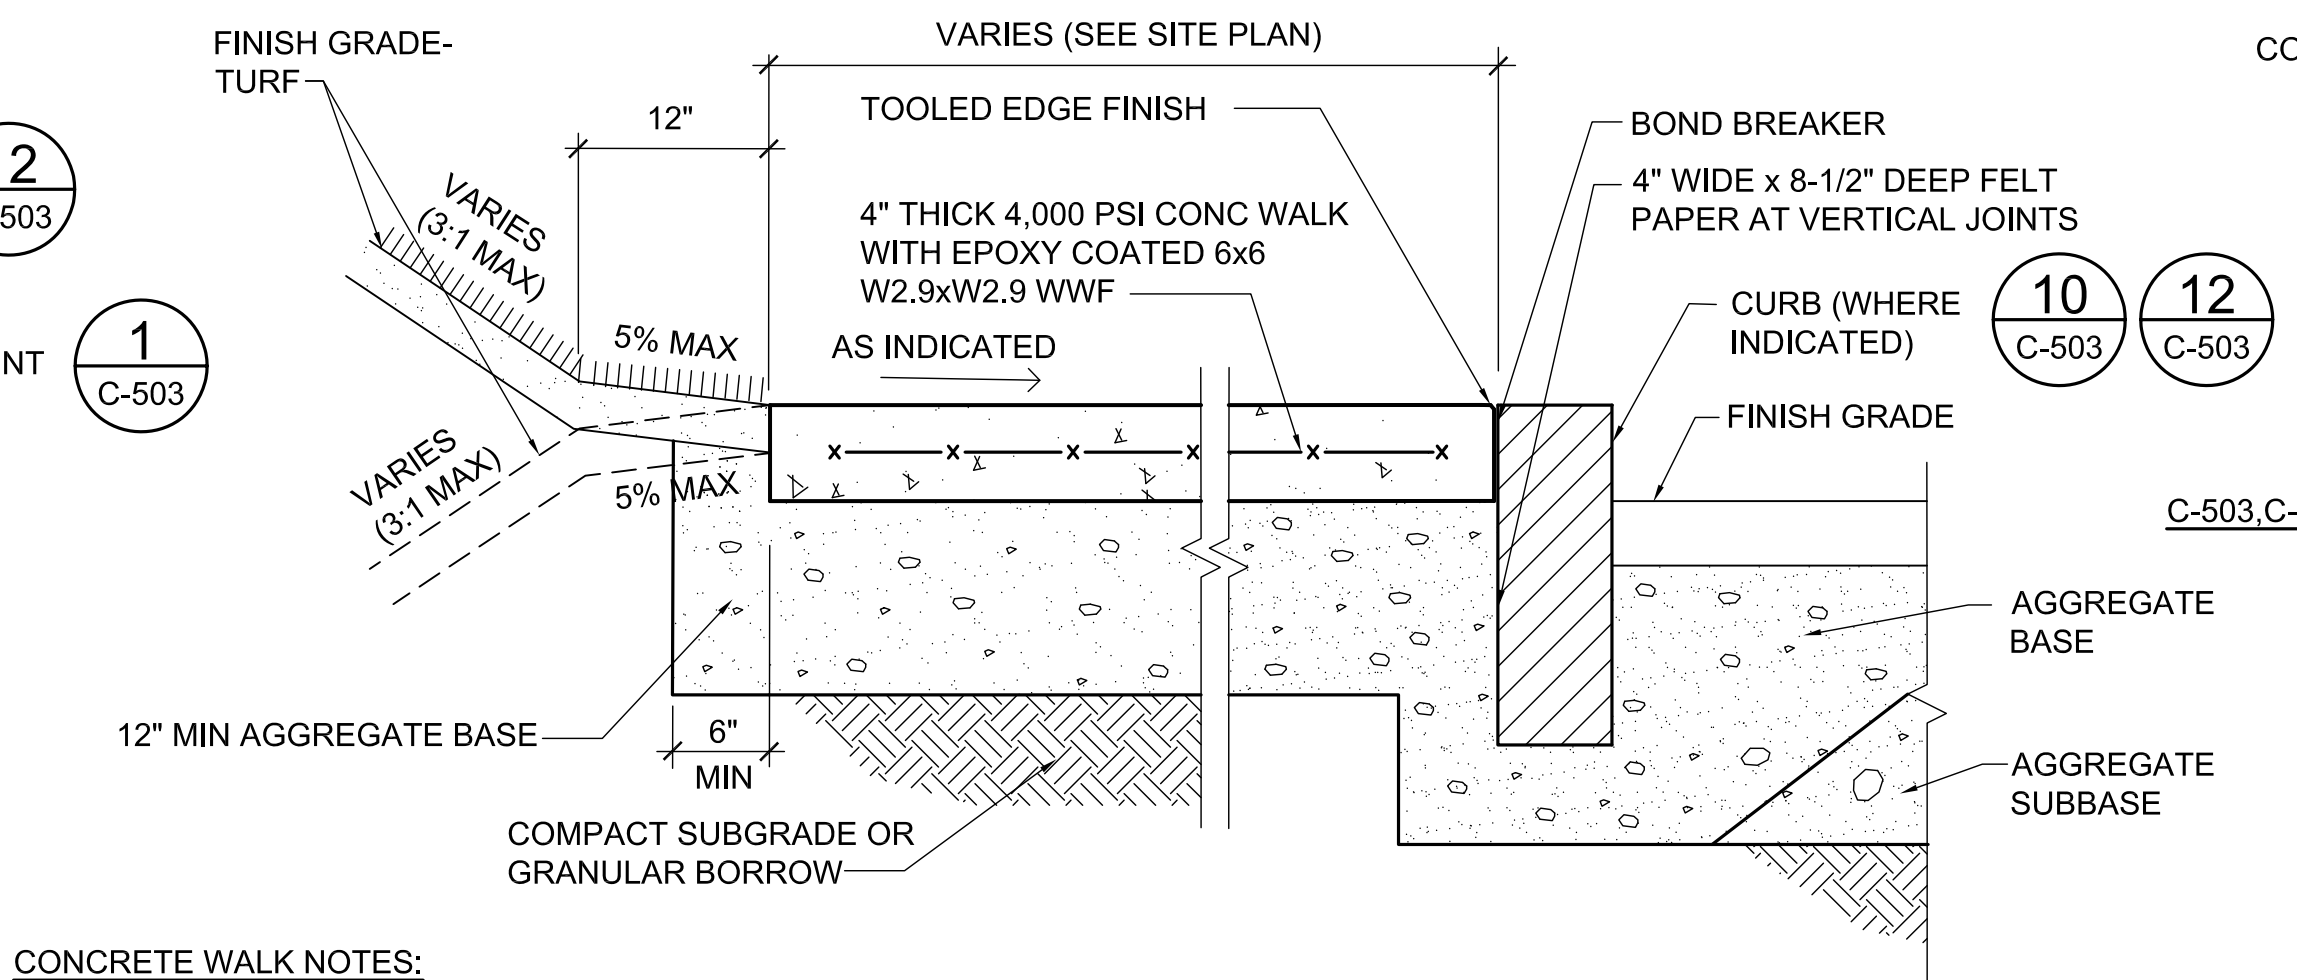 FINISH GRADE-
TURF
VARIES (SEE SITE PLAN)
CO
12"
TOOLED EDGE FINISH
BOND BREAKER
2
503
4" WIDE x 8-1/2" DEEP FELT
PAPER AT VERTICAL JOINTS
VARIES
(3:1 MAX)
4" THICK 4,000 PSI CONC WALK
WITH EPOXY COATED 6x6
W2.9xW2.9 WWF
CURB (WHERE
INDICATED)
10
C-503
12
C-503
NT
1
C-503
5% MAX
AS INDICATED
FINISH GRADE
VARIES
(3:1 MAX)
5% MAX
C-503,C-
AGGREGATE
BASE
12" MIN AGGREGATE BASE
6"
MIN
AGGREGATE
SUBBASE
COMPACT SUBGRADE OR
GRANULAR BORROW
CONCRETE WALK NOTES: